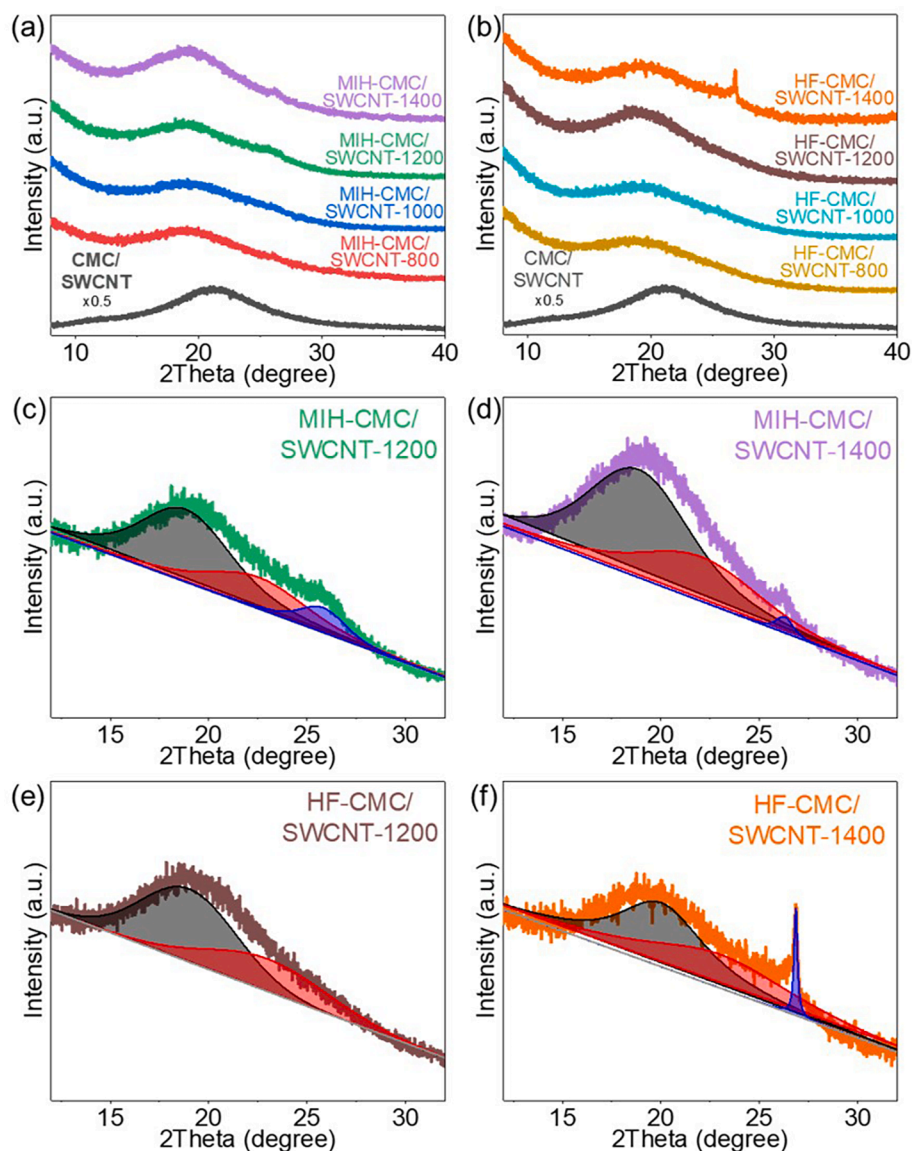 (a)
Intensity (a.u.)
MIH-CMC/
SWCNT-1400
MIH-CMC/
SWCNT-1200
MIH-CMC/
SWCNT-1000
MIH-CMC/
SWCNT-800
CMC/
SWCNT
x0.5
10 20 30 40
2Theta (degree)
(b)
Intensity (a.u.)
HF-CMC/
SWCNT-1400
HF-CMC/
SWCNT-1200
HF-CMC/
SWCNT-1000
HF-CMC/
SWCNT-800
CMC/
SWCNT
x0.5
10 20 30 40
2Theta (degree)
(c)
Intensity (a.u.)
MIH-CMC/
SWCNT-1200
15 20 25 30
2Theta (degree)
(d)
Intensity (a.u.)
MIH-CMC/
SWCNT-1400
15 20 25 30
2Theta (degree)
(e)
Intensity (a.u.)
HF-CMC/
SWCNT-1200
15 20 25 30
2Theta (degree)
(f)
Intensity (a.u.)
HF-CMC/
SWCNT-1400
15 20 25 30
2Theta (degree)